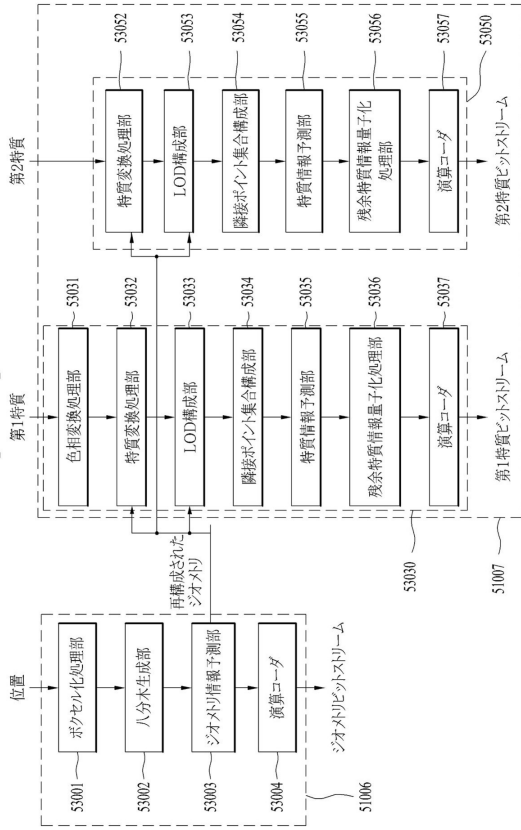 位置
53001
ボクセル化処理部
53002
八分木生成部
53003
ジオメトリ情報予測部
53004
演算コーダ
ジオメトリビットストリーム
51006
再構成された
ジオメトリ
第1特質
色相変換処理部
53031
特質変換処理部
53032
LOD構成部
53033
隣接ポイント集合構成部
53034
特質情報予測部
53035
残余特質情報量子化処理部
53036
演算コーダ
53037
第1特質ビットストリーム
53030
51007
第2特質
特質変換処理部
53052
LOD構成部
53053
隣接ポイント集合構成部
53054
特質情報予測部
53055
残余特質情報量子化
処理部
53056
演算コーダ
53057
53050
第2特質ビットストリーム